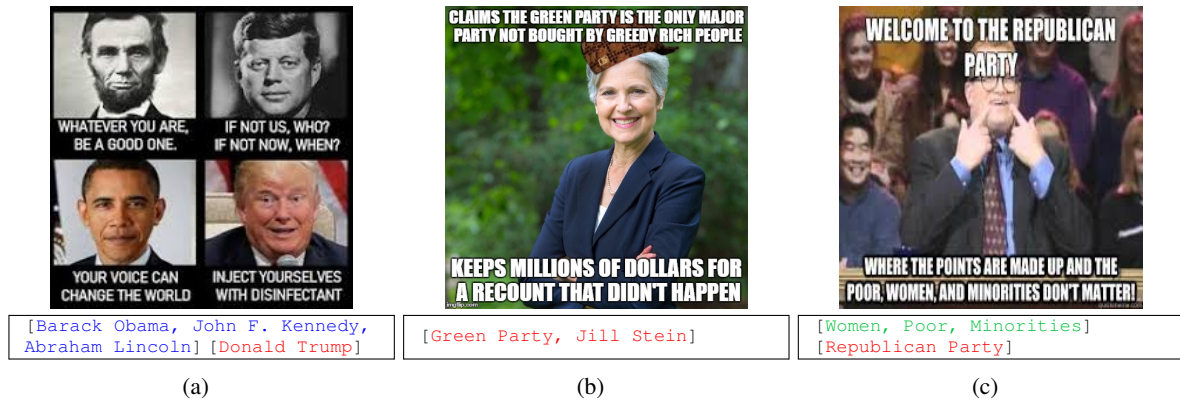 WHATEVER YOU ARE,
BE A GOOD ONE.
IF NOT US, WHO?
IF NOT NOW, WHEN?
YOUR VOICE CAN
CHANGE THE WORLD
INJECT YOURSELVES
WITH DISINFECTANT
[Barack Obama, John F. Kennedy,
Abraham Lincoln] [Donald Trump]
(a)
CLAIMS THE GREEN PARTY IS THE ONLY MAJOR
PARTY NOT BOUGHT BY GREEDY RICH PEOPLE
KEEPS MILLIONS OF DOLLARS FOR
A RECOUNT THAT DIDN'T HAPPEN
imgflip.com
[Green Party, Jill Stein]
(b)
WELCOME TO THE REPUBLICAN
PARTY
WHERE THE POINTS ARE MADE UP AND THE
POOR, WOMEN, AND MINORITIES DON'T MATTER!
[Women, Poor, Minorities]
[Republican Party]
(c)